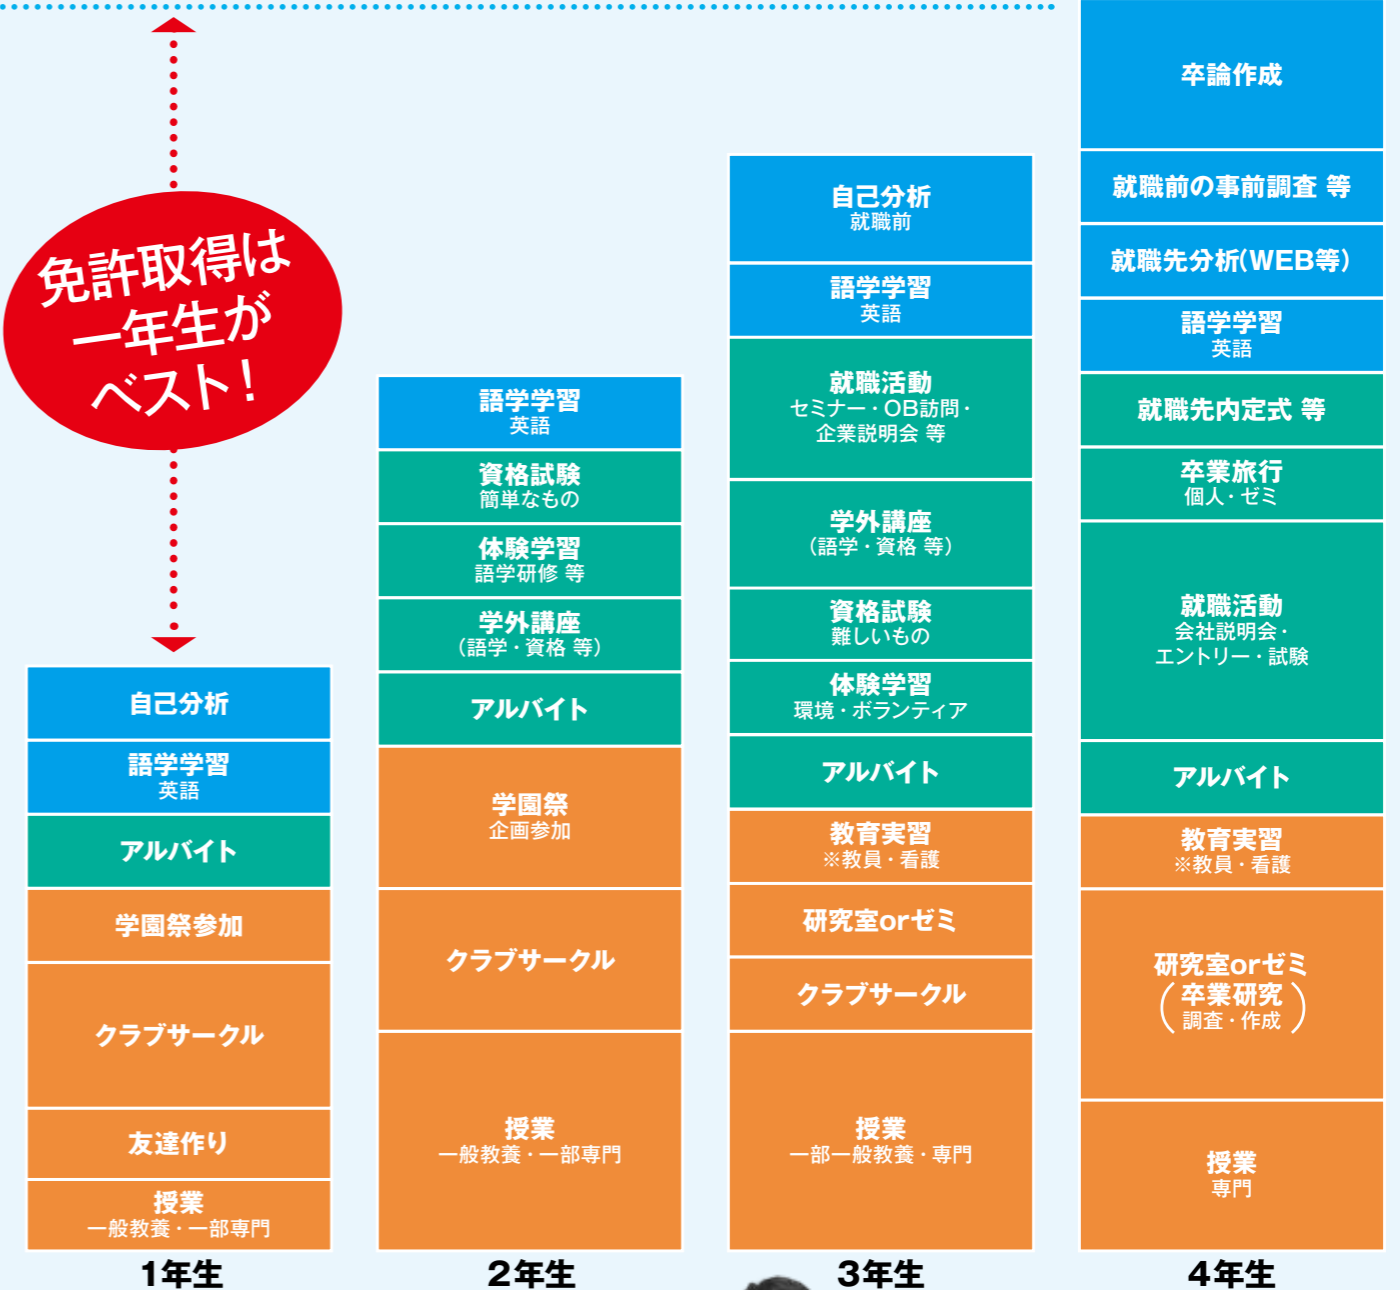 免許取得は
一年生が
ベスト！
自己分析
語学学習
英語
アルバイト
学園祭参加
クラブサークル
友達作り
授業
一般教養・一部専門
1年生
語学学習
英語
資格試験
簡単なもの
体験学習
語学研修 等
学外講座
（語学・資格 等）
アルバイト
学園祭
企画参加
クラブサークル
授業
一般教養・一部専門
2年生
自己分析
就職前
語学学習
英語
就職活動
セミナー・OB訪問・
企業説明会 等
学外講座
（語学・資格 等）
資格試験
難しいもの
体験学習
環境・ボランティア
アルバイト
教育実習
※教員・看護
研究室orゼミ
クラブサークル
授業
一部一般教養・専門
3年生
卒論作成
就職前の事前調査 等
就職先分析（WEB等）
語学学習
英語
就職先内定式 等
卒業旅行
個人・ゼミ
就職活動
会社説明会・
エントリー・試験
アルバイト
教育実習
※教員・看護
研究室orゼミ
（卒業研究
調査・作成）
授業
専門
4年生